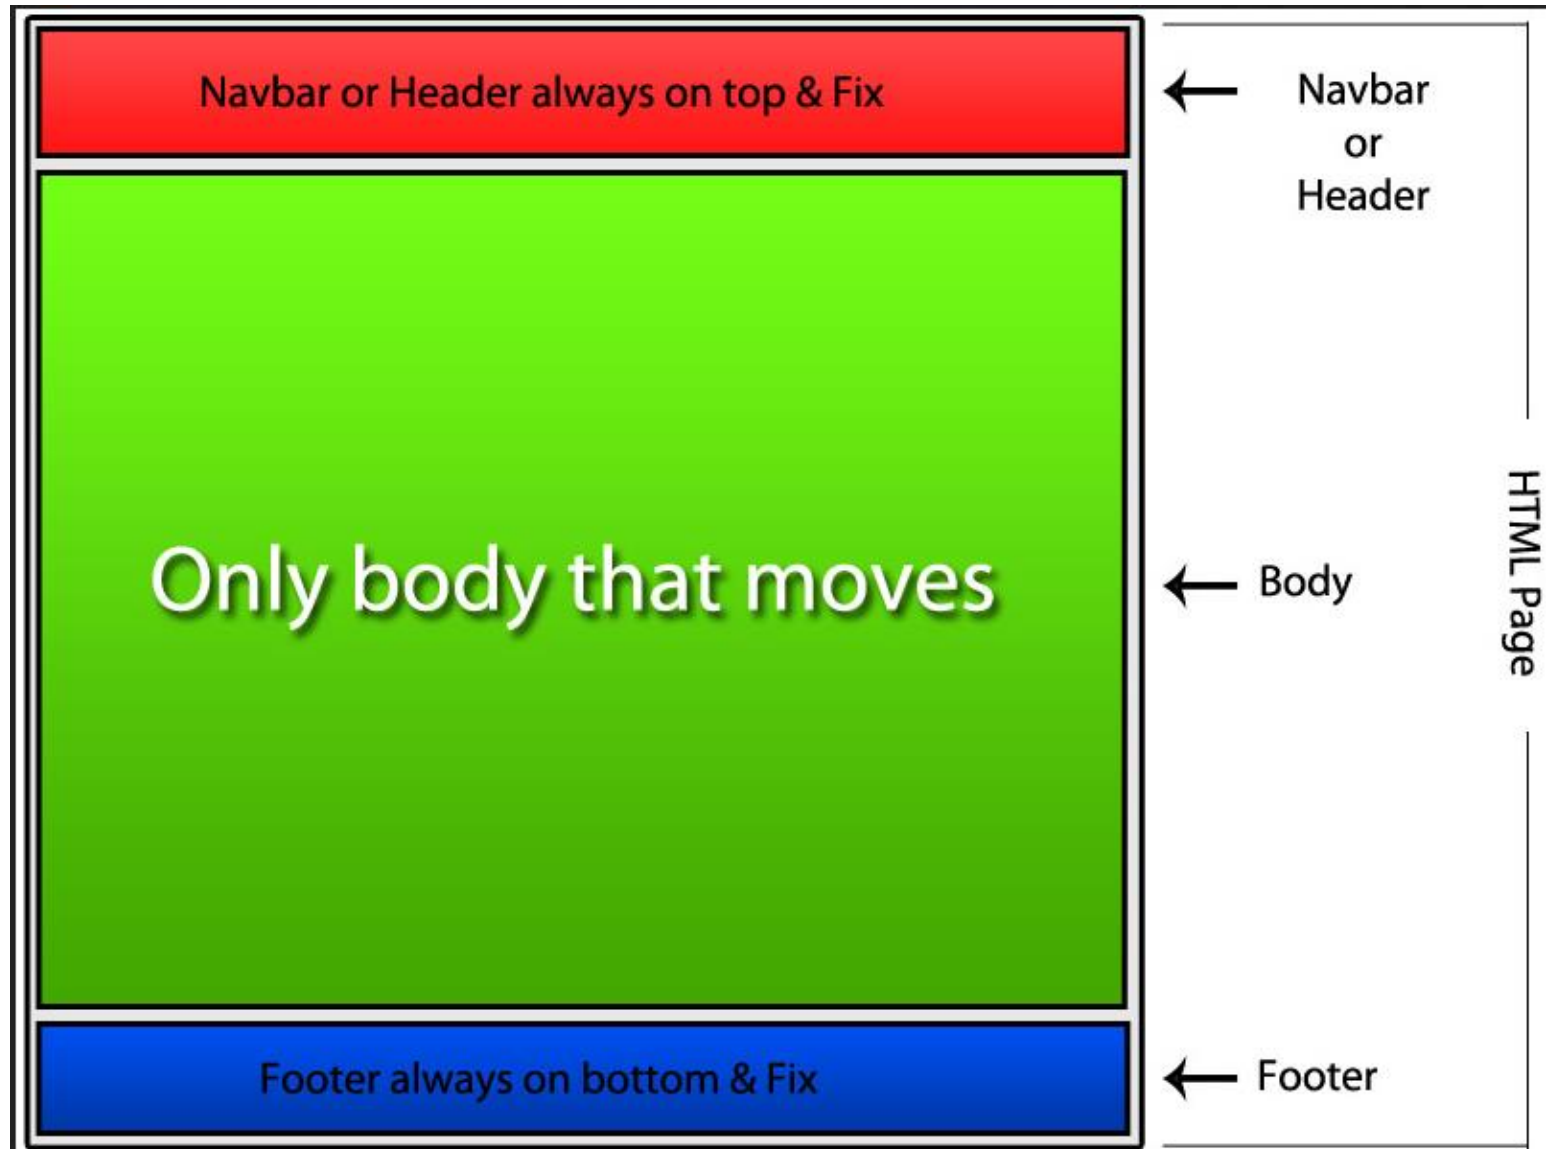 Navbar or Header always on top & Fix
Navbar
or
Header
Only body that moves
Body
HTML Page
Footer always on bottom & Fix
Footer